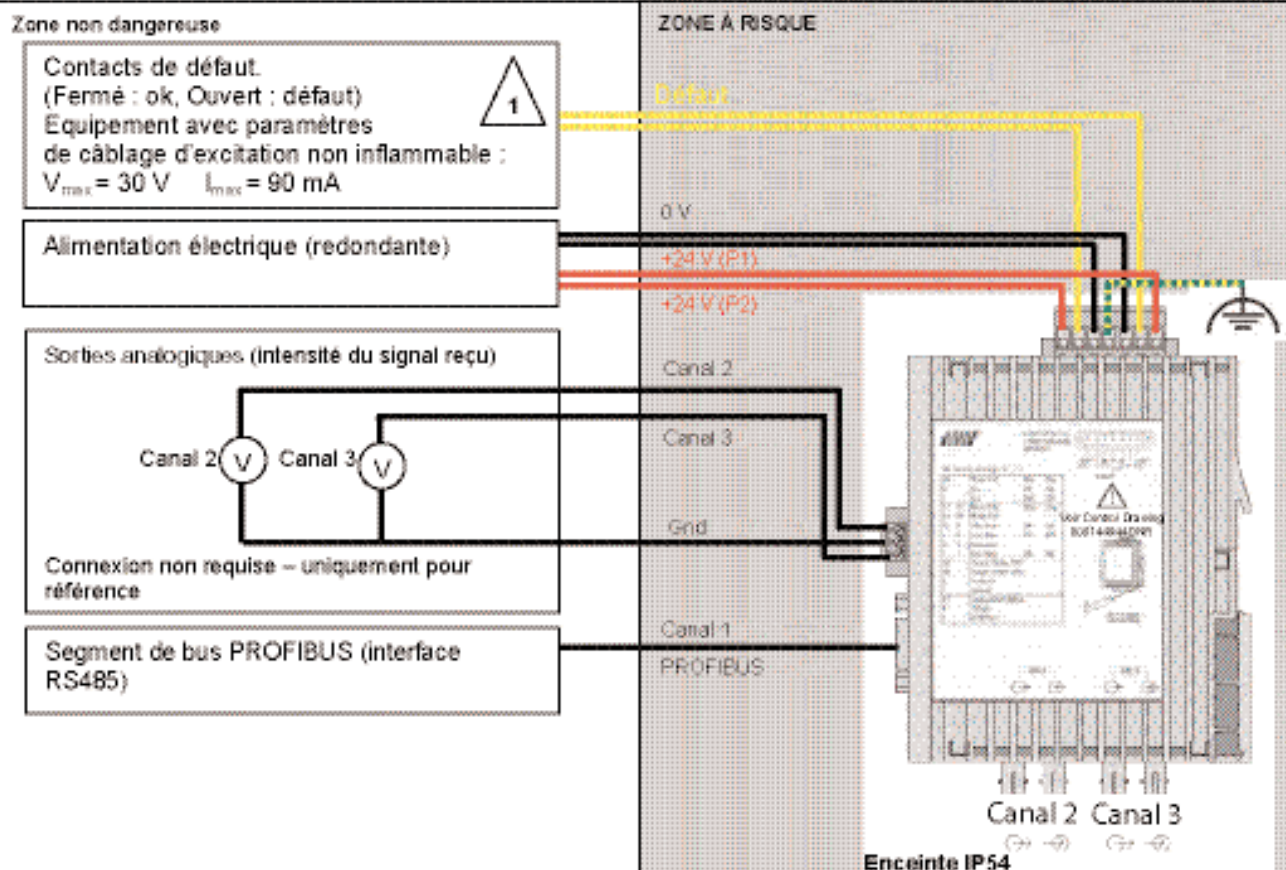 Zone non dangereuse
ZONE À RISQUE
Contacts de défaut.
(Fermé : ok, Ouvert : défaut)
Equipement avec paramètres
de câblage d'excitation non inflammable :
Vmax = 30 V Imax = 90 mA
1
Défaut
0 V
Alimentation électrique (redondante)
+24 V (P1)
+24 V (P2)
Sorties analogiques (intensité du signal reçu)
Canal 2
Canal 3
Canal 2 V
Canal 3 V
Gnd
Connexion non requise – uniquement pour
référence
Segment de bus PROFIBUS (interface
RS485)
Canal 1
PROFIBUS
Control Drawing
Canal 2 Canal 3
Enceinte IP54